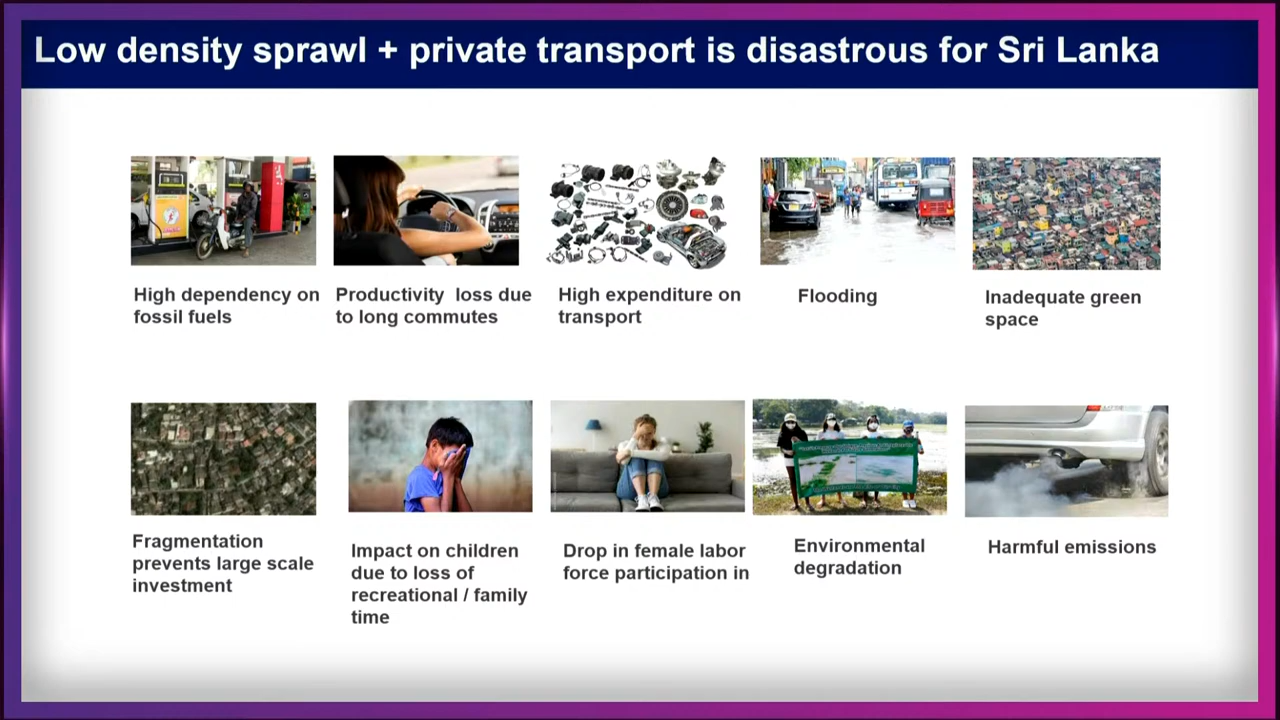 Low density sprawl + private transport is disastrous for Sri Lanka
High dependency on
fossil fuels
Productivity loss due
to long commutes
High expenditure on
transport
Flooding
Inadequate green
space
Fragmentation
prevents large scale
investment
Impact on children
due to loss of
recreational / family
time
Drop in female labor
force participation in
Environmental
degradation
Harmful emissions